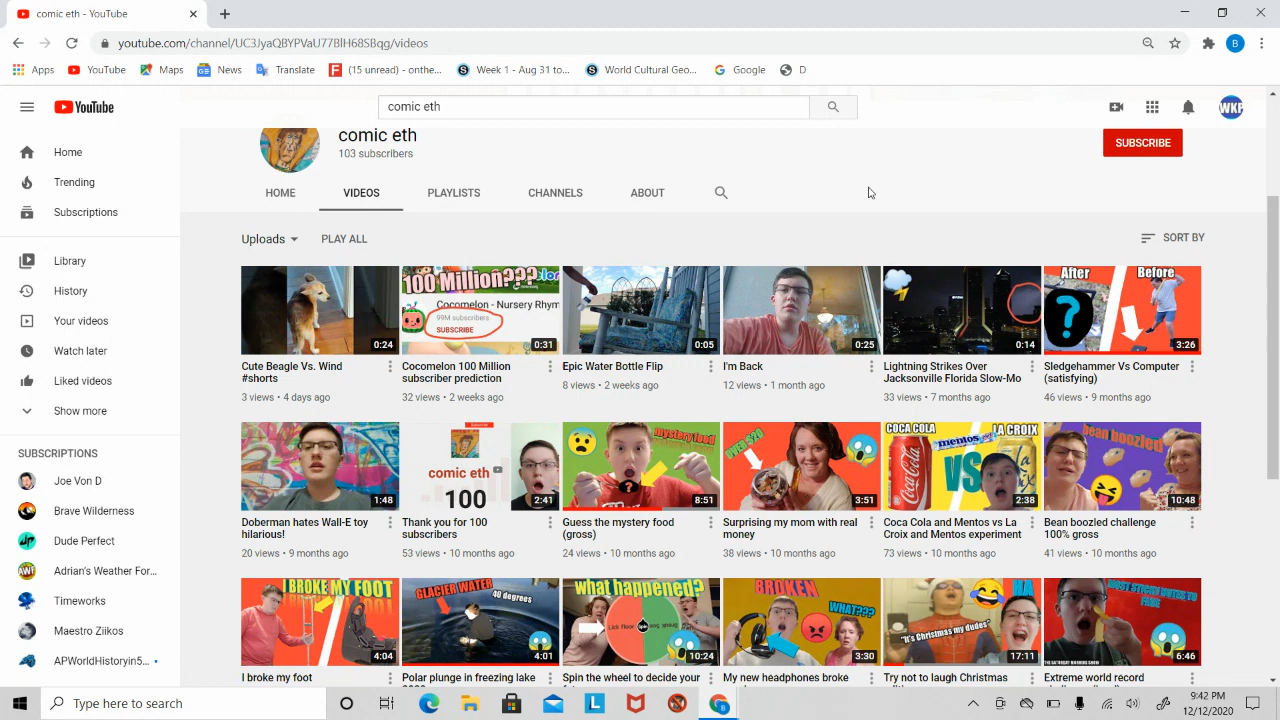 comic eth - YouTube
youtube.com/channel/UC3JyaQBYPVaU77BlH68SBqg/videos
B
Apps YouTube Maps News Translate (15 unread) - onthe... Week 1 - Aug 31 to... World Cultural Geo... Google D
YouTube
comic eth
WKP
comic eth
103 subscribers
SUBSCRIBE
HOME VIDEOS PLAYLISTS CHANNELS ABOUT
Home
Trending
Subscriptions
Library
History
Your videos
Watch later
Liked videos
Show more
SUBSCRIPTIONS
Joe Von D
Brave Wilderness
Dude Perfect
Adrian's Weather For...
Timeworks
Maestro Ziikos
APWorldHistoryin5...
Uploads PLAY ALL SORT BY
0:24
100 Million???
Cocomelon - Nursery Rhym
99M subscribers
SUBSCRIBE
0:31
0:05
0:25
0:14
After Before
?
3:26
Cute Beagle Vs. Wind
#shorts
3 views • 4 days ago
Cocomelon 100 Million
subscriber prediction
32 views • 2 weeks ago
Epic Water Bottle Flip
8 views • 2 weeks ago
I'm Back
12 views • 1 month ago
Lightning Strikes Over
Jacksonville Florida Slow-Mo
33 views • 7 months ago
Sledgehammer Vs Computer
(satisfying)
46 views • 9 months ago
1:48
comic eth
100
2:41
mystery food
?
8:51
3:51
COCA COLA
mentos
LA CROIX
VS
2:38
bean boozled
10:48
Doberman hates Wall-E toy
hilarious!
20 views • 9 months ago
Thank you for 100
subscribers
53 views • 10 months ago
Guess the mystery food
(gross)
24 views • 10 months ago
Surprising my mom with real
money
38 views • 10 months ago
Coca Cola and Mentos vs La
Croix and Mentos experiment
73 views • 10 months ago
Bean boozled challenge
100% gross
41 views • 10 months ago
I BROKE MY FOOT
4:04
GLACIER WATER
40 degrees
4:01
what happened?
Lick floor
10:24
BROKEN
WHAT???
3:30
HA
"It's Christmas my dudes"
17:11
MOST STICKY NOTES TO
FACE
THE SATURDAY MORNING SHOW
6:46
I broke my foot
Polar plunge in freezing lake
Spin the wheel to decide your
My new headphones broke
Try not to laugh Christmas
Extreme world record
Type here to search
L
B
9:42 PM
12/12/2020